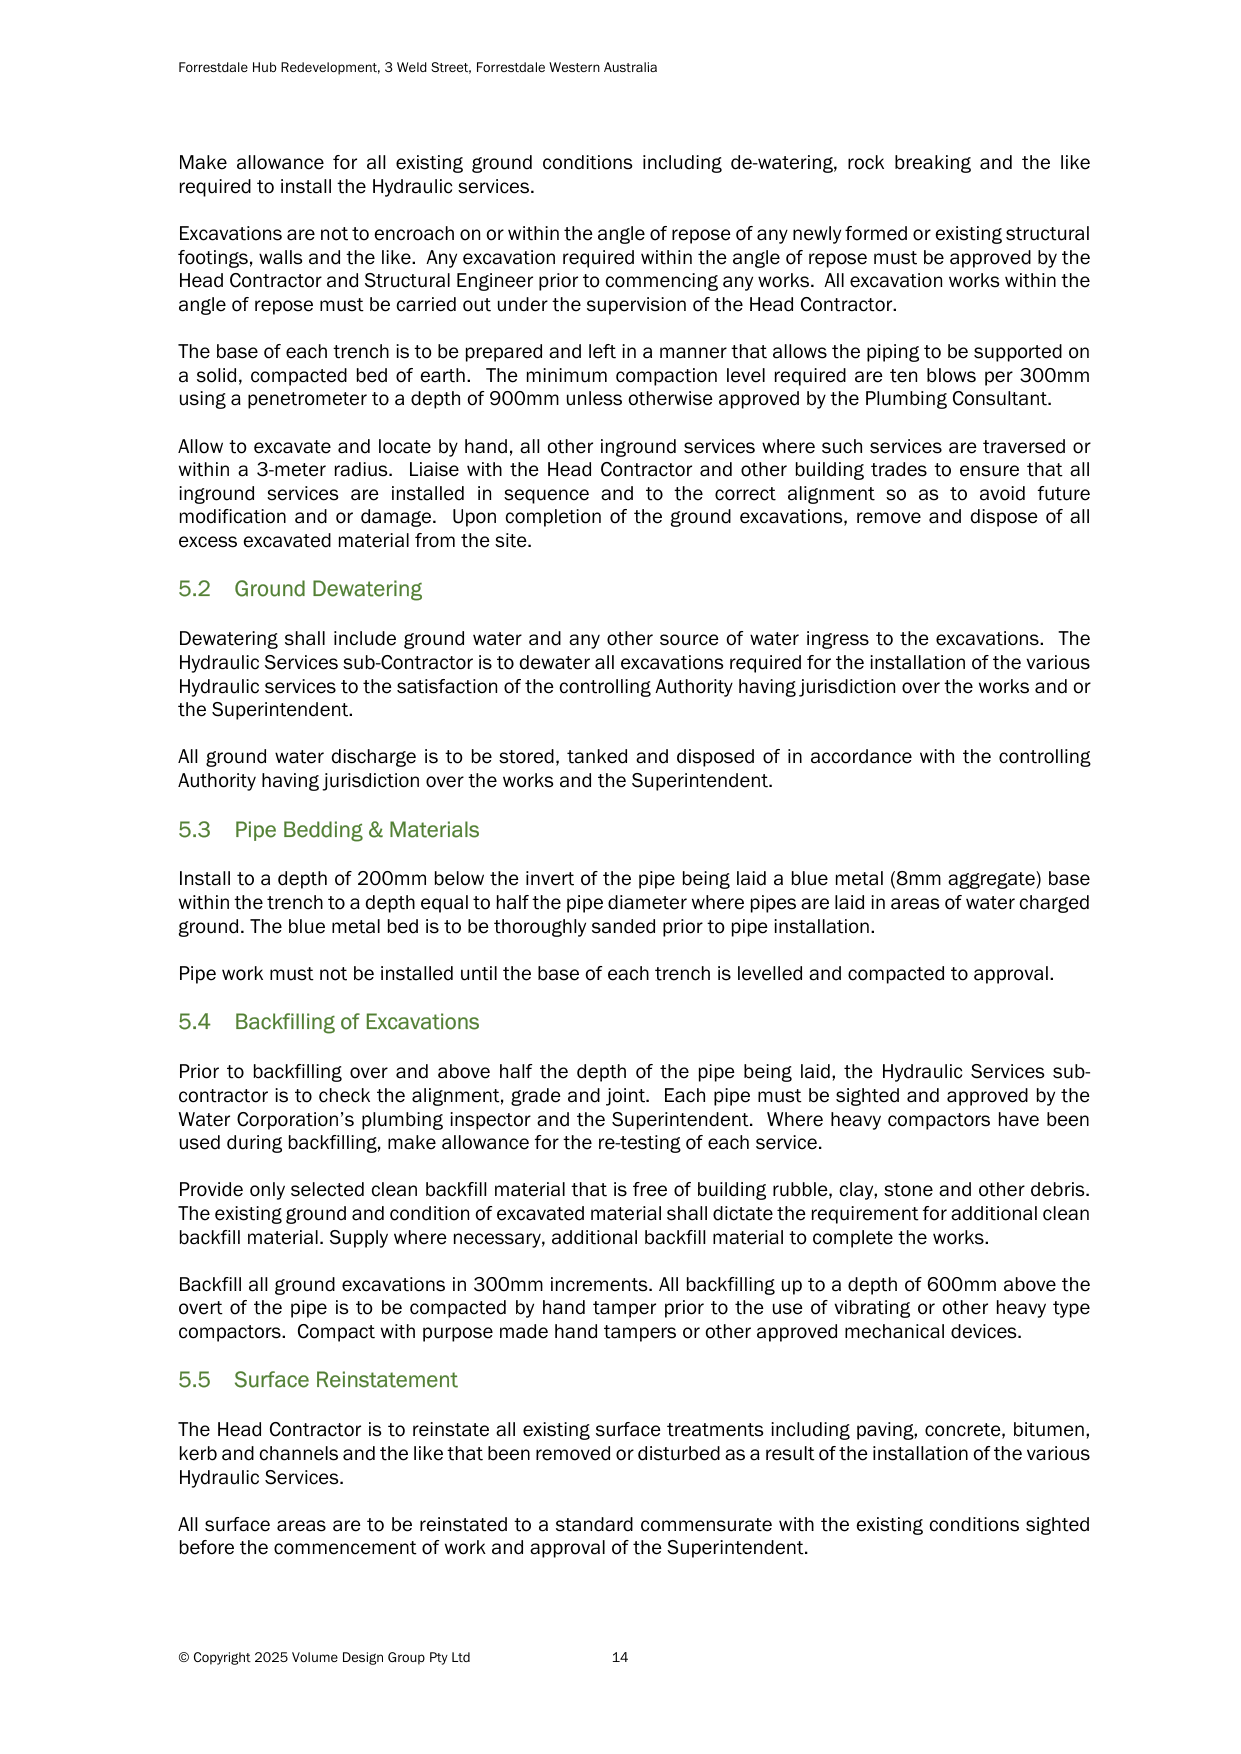 Forrestdale Hub Redevelopment, 3 Weld Street, Forrestdale Western Australia
Make allowance for all existing ground conditions including de-watering, rock breaking and the like
required to install the Hydraulic services.
Excavations are not to encroach on or within the angle of repose of any newly formed or existing structural
footings, walls and the like.  Any excavation required within the angle of repose must be approved by the
Head Contractor and Structural Engineer prior to commencing any works.  All excavation works within the
angle of repose must be carried out under the supervision of the Head Contractor.
The base of each trench is to be prepared and left in a manner that allows the piping to be supported on
a solid, compacted bed of earth.  The minimum compaction level required are ten blows per 300mm
using a penetrometer to a depth of 900mm unless otherwise approved by the Plumbing Consultant.
Allow to excavate and locate by hand, all other inground services where such services are traversed or
within a 3-meter radius.  Liaise with the Head Contractor and other building trades to ensure that all
inground services are installed in sequence and to the correct alignment so as to avoid future
modification and or damage.  Upon completion of the ground excavations, remove and dispose of all
excess excavated material from the site.
5.2 Ground Dewatering
Dewatering shall include ground water and any other source of water ingress to the excavations.  The
Hydraulic Services sub-Contractor is to dewater all excavations required for the installation of the various
Hydraulic services to the satisfaction of the controlling Authority having jurisdiction over the works and or
the Superintendent.
All ground water discharge is to be stored, tanked and disposed of in accordance with the controlling
Authority having jurisdiction over the works and the Superintendent.
5.3 Pipe Bedding & Materials
Install to a depth of 200mm below the invert of the pipe being laid a blue metal (8mm aggregate) base
within the trench to a depth equal to half the pipe diameter where pipes are laid in areas of water charged
ground. The blue metal bed is to be thoroughly sanded prior to pipe installation.
Pipe work must not be installed until the base of each trench is levelled and compacted to approval.
5.4 Backfilling of Excavations
Prior to backfilling over and above half the depth of the pipe being laid, the Hydraulic Services sub-
contractor is to check the alignment, grade and joint.  Each pipe must be sighted and approved by the
Water Corporation’s plumbing inspector and the Superintendent.  Where heavy compactors have been
used during backfilling, make allowance for the re-testing of each service.
Provide only selected clean backfill material that is free of building rubble, clay, stone and other debris.
The existing ground and condition of excavated material shall dictate the requirement for additional clean
backfill material. Supply where necessary, additional backfill material to complete the works.
Backfill all ground excavations in 300mm increments. All backfilling up to a depth of 600mm above the
overt of the pipe is to be compacted by hand tamper prior to the use of vibrating or other heavy type
compactors.  Compact with purpose made hand tampers or other approved mechanical devices.
5.5 Surface Reinstatement
The Head Contractor is to reinstate all existing surface treatments including paving, concrete, bitumen,
kerb and channels and the like that been removed or disturbed as a result of the installation of the various
Hydraulic Services.
All surface areas are to be reinstated to a standard commensurate with the existing conditions sighted
before the commencement of work and approval of the Superintendent.
© Copyright 2025 Volume Design Group Pty Ltd 14